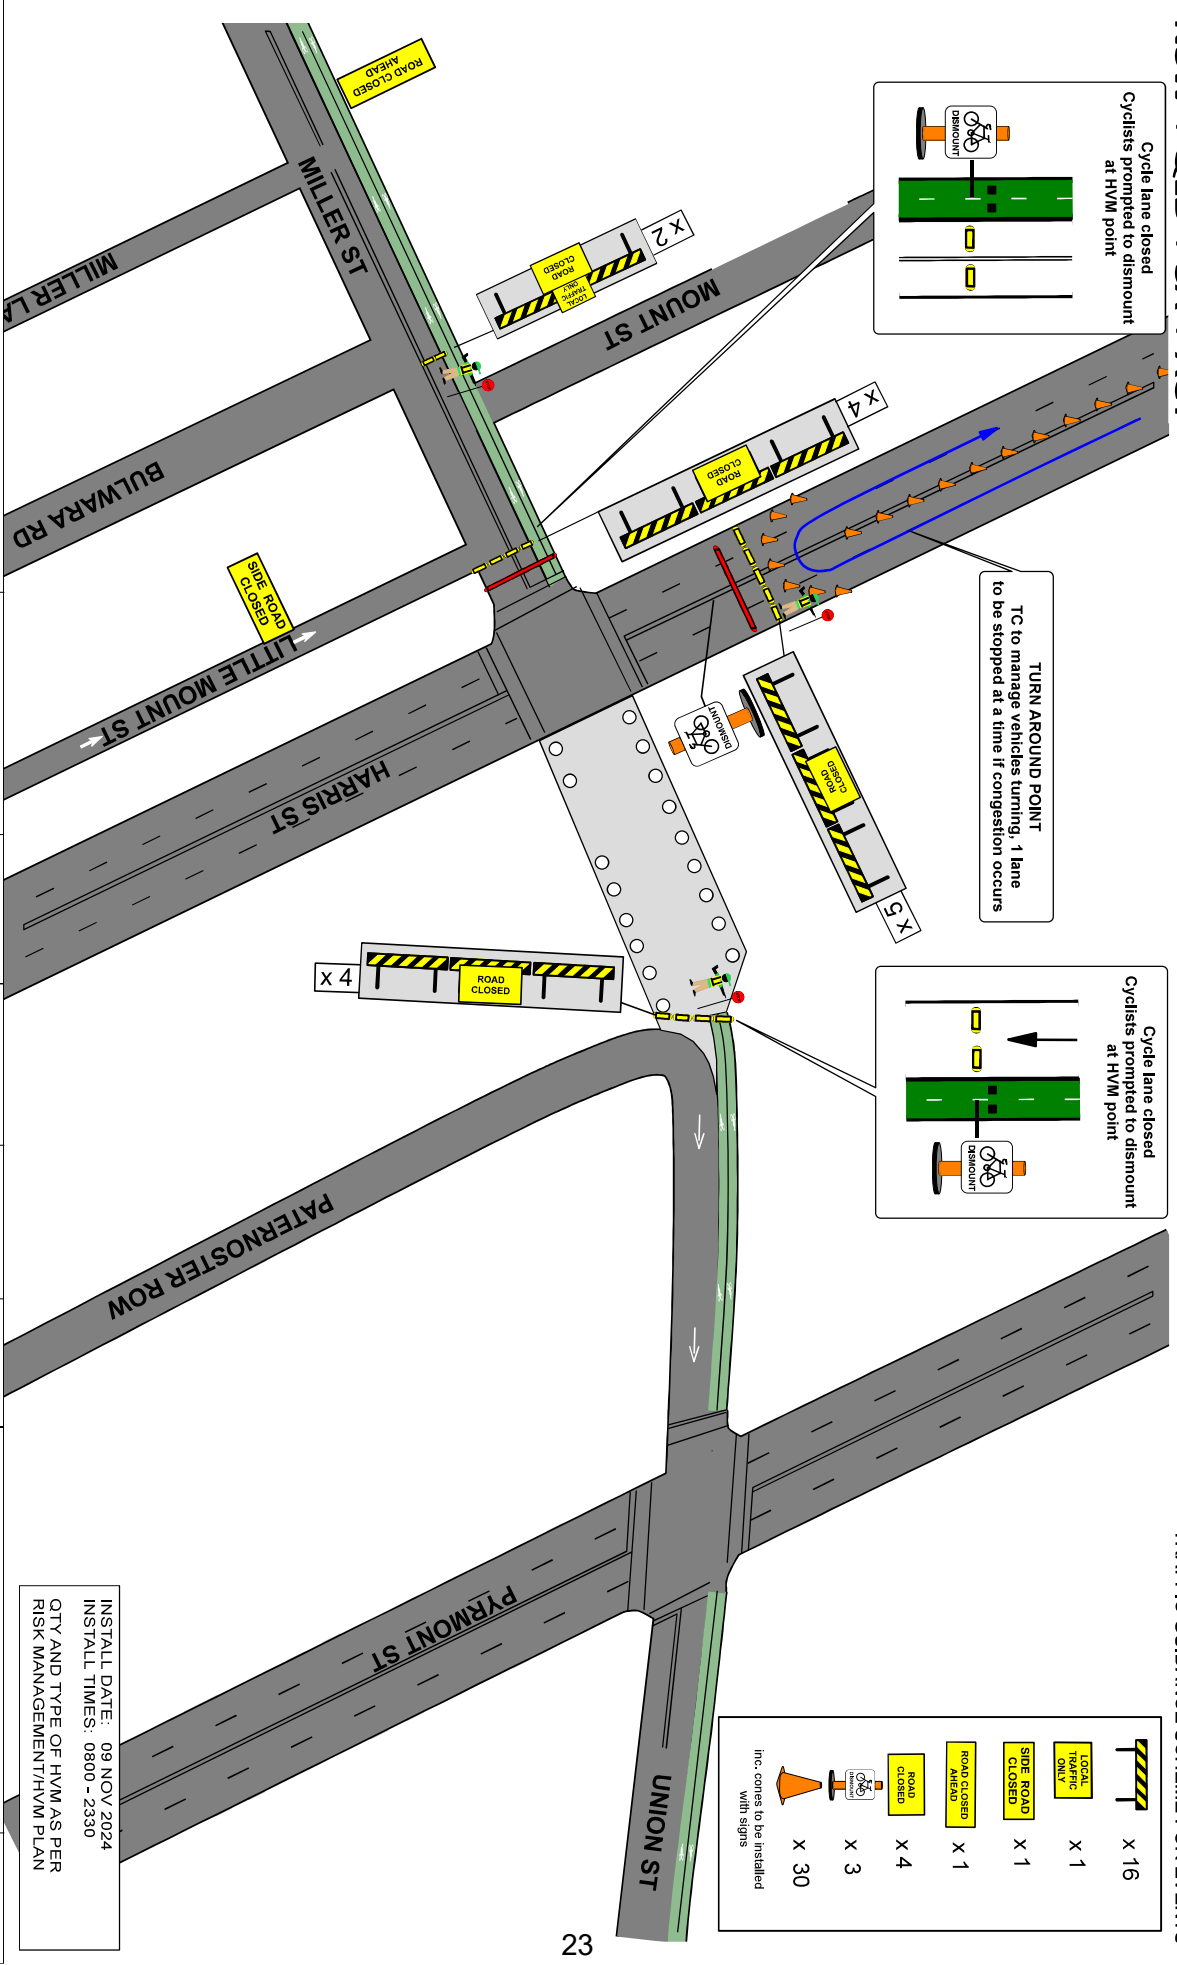 ROAD CLOSED
AHEAD
MILLER ST
MOUNT ST
BULWARA RD
LITTLE MOUNT ST
HARRIS ST
PATERNOSTER ROW
PYRMONT ST
UNION ST
SIDE ROAD
CLOSED
x 2
ROAD
CLOSED
LOCAL
TRAFFIC
ONLY
x 4
ROAD
CLOSED
x 5
ROAD
CLOSED
x 4
ROAD
CLOSED
DISMOUNT
Cycle lane closed
Cyclists prompted to dismount
at HVM point
DISMOUNT
TURN AROUND POINT
TC to manage vehicles turning, 1 lane
to be stopped at a time if congestion occurs
Cycle lane closed
Cyclists prompted to dismount
at HVM point
DISMOUNT
x 16
LOCAL
TRAFFIC
ONLY
x 1
SIDE ROAD
CLOSED
x 1
ROAD CLOSED
AHEAD
x 1
ROAD
CLOSED
x 4
DISMOUNT
x 3
x 30
inc. cones to be installed
with signs
INSTALL DATE: 09 NOV 2024
INSTALL TIMES: 0800 - 2330
QTY AND TYPE OF HVM AS PER
RISK MANAGEMENT/HVM PLAN
23